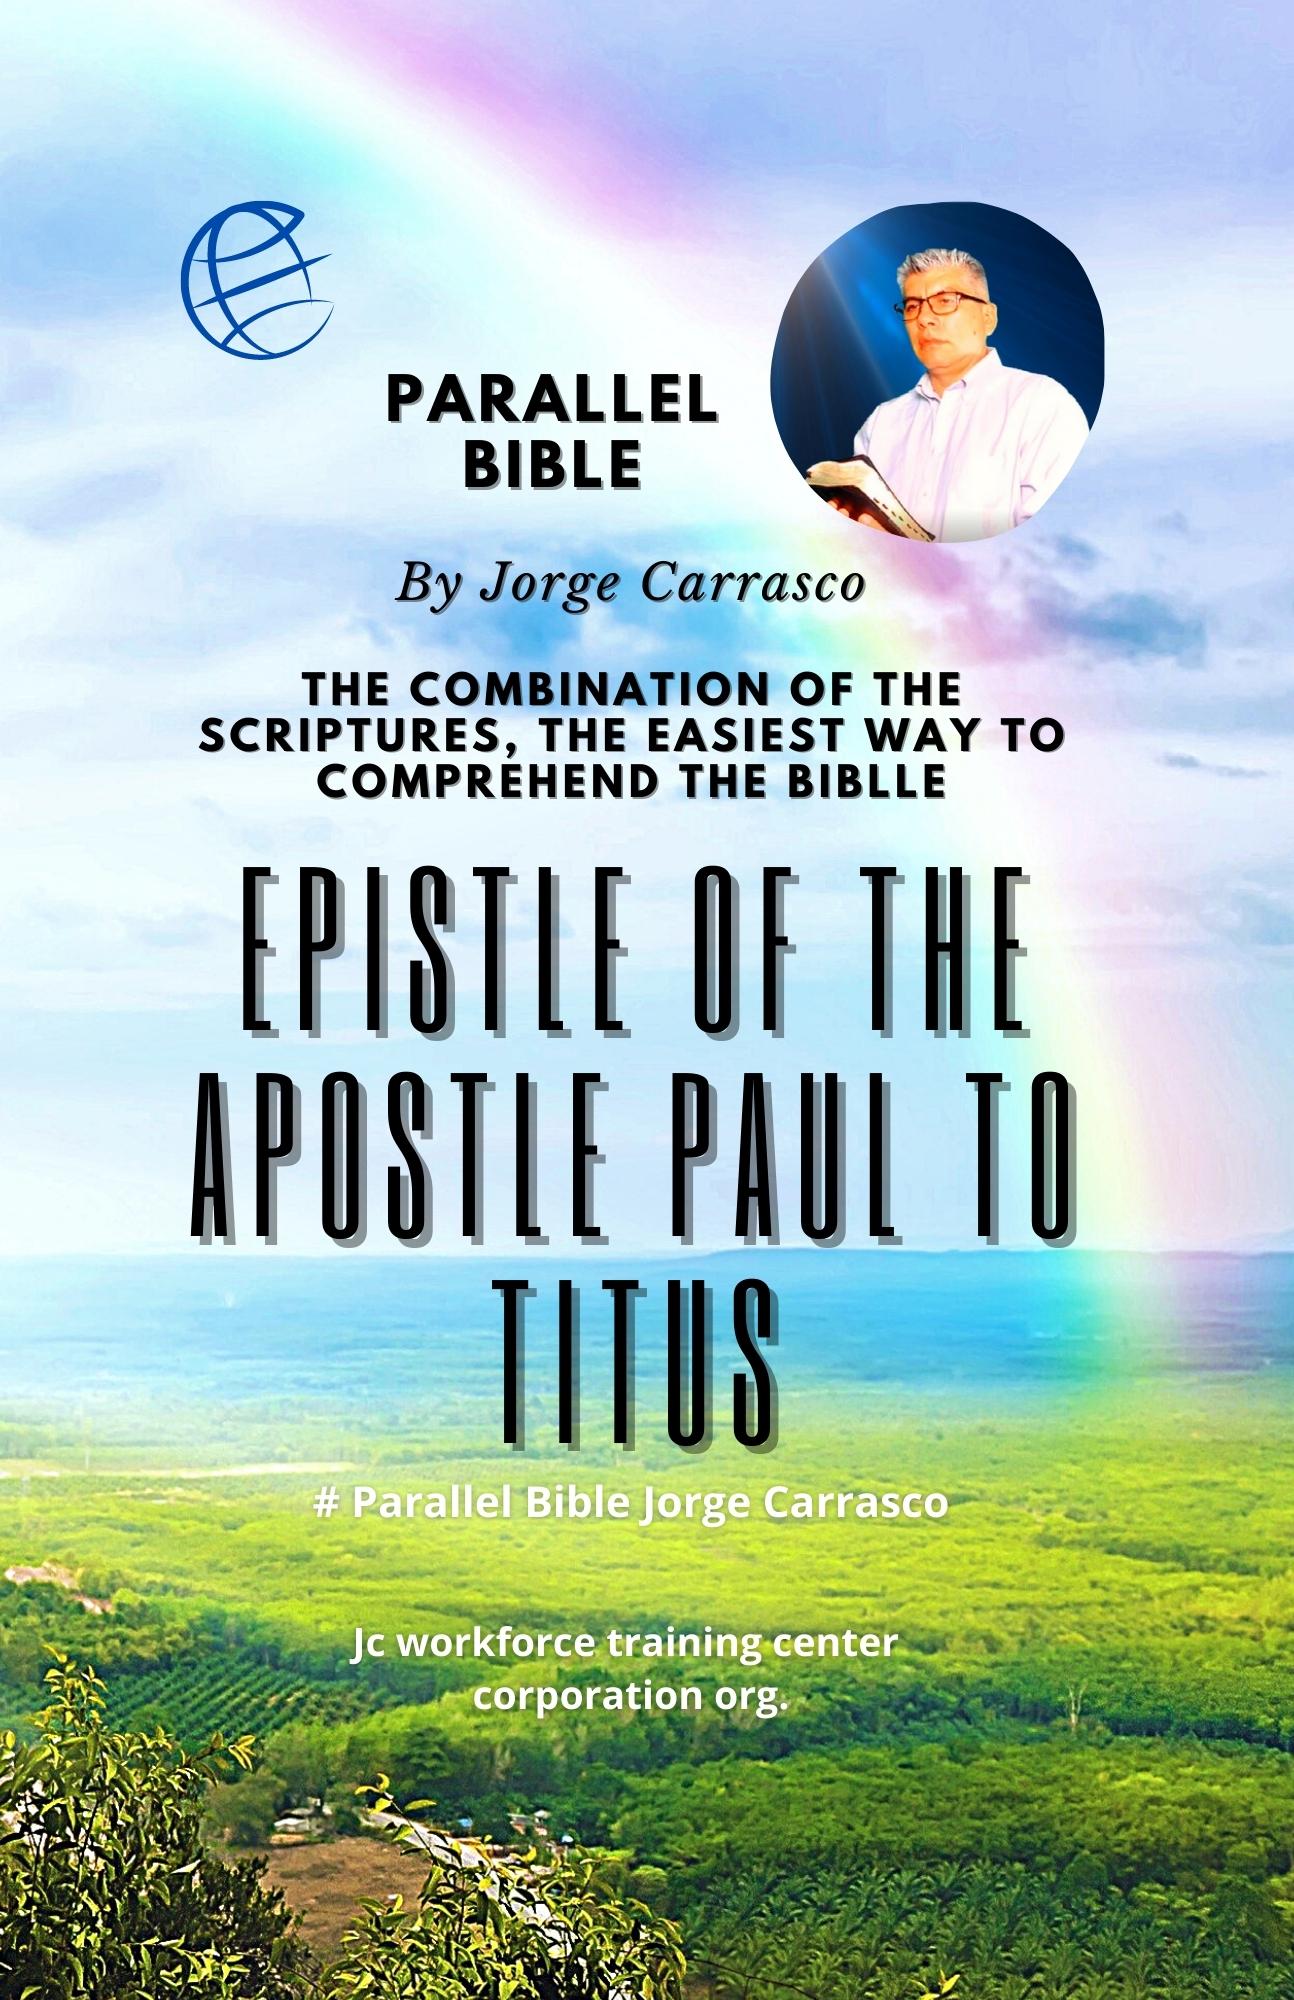 PARALLEL
BIBLE
By Jorge Carrasco
THE COMBINATION OF THE
SCRIPTURES, THE EASIEST WAY TO
COMPREHEND THE BIBLLE
EPISTLE OF THE
APOSTLE PAUL TO
TITUS
# Parallel Bible Jorge Carrasco
Jc workforce training center
corporation org.